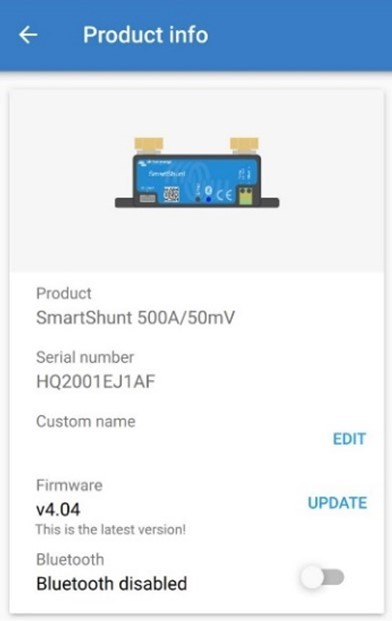 Product info
SmartShunt
Product
SmartShunt 500A/50mV
Serial number
HQ2001EJ1AF
Custom name
EDIT
Firmware
v4.04
UPDATE
This is the latest version!
Bluetooth
Bluetooth disabled